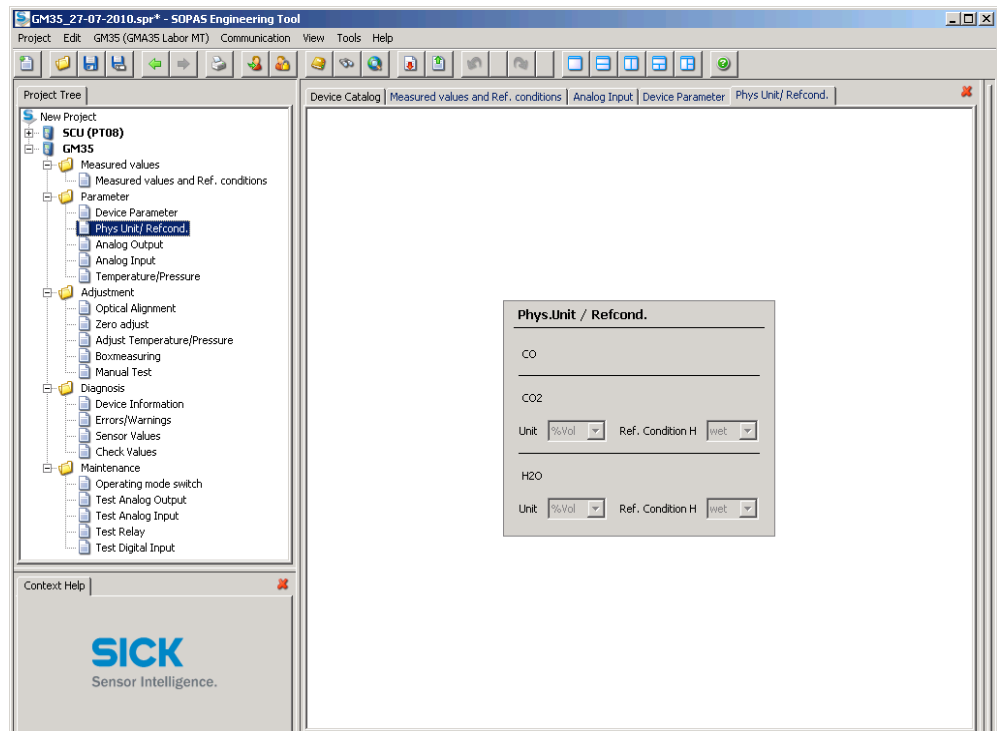 GM35_27-07-2010.spr* - SOPAS Engineering Tool
Project Edit GM35 (GMA35 Labor MT) Communication View Tools Help
Project Tree
New Project
SCU (PT08)
GM35
Measured values
Measured values and Ref. conditions
Parameter
Device Parameter
Phys Unit/ Refcond.
Analog Output
Analog Input
Temperature/Pressure
Adjustment
Optical Alignment
Zero adjust
Adjust Temperature/Pressure
Boxmeasuring
Manual Test
Diagnosis
Device Information
Errors/Warnings
Sensor Values
Check Values
Maintenance
Operating mode switch
Test Analog Output
Test Analog Input
Test Relay
Test Digital Input
Context Help
SICK
Sensor Intelligence.
Device Catalog Measured values and Ref. conditions Analog Input Device Parameter Phys Unit/ Refcond.
Phys.Unit / Refcond.
CO
CO2
Unit %Vol Ref. Condition H wet
H2O
Unit %Vol Ref. Condition H wet